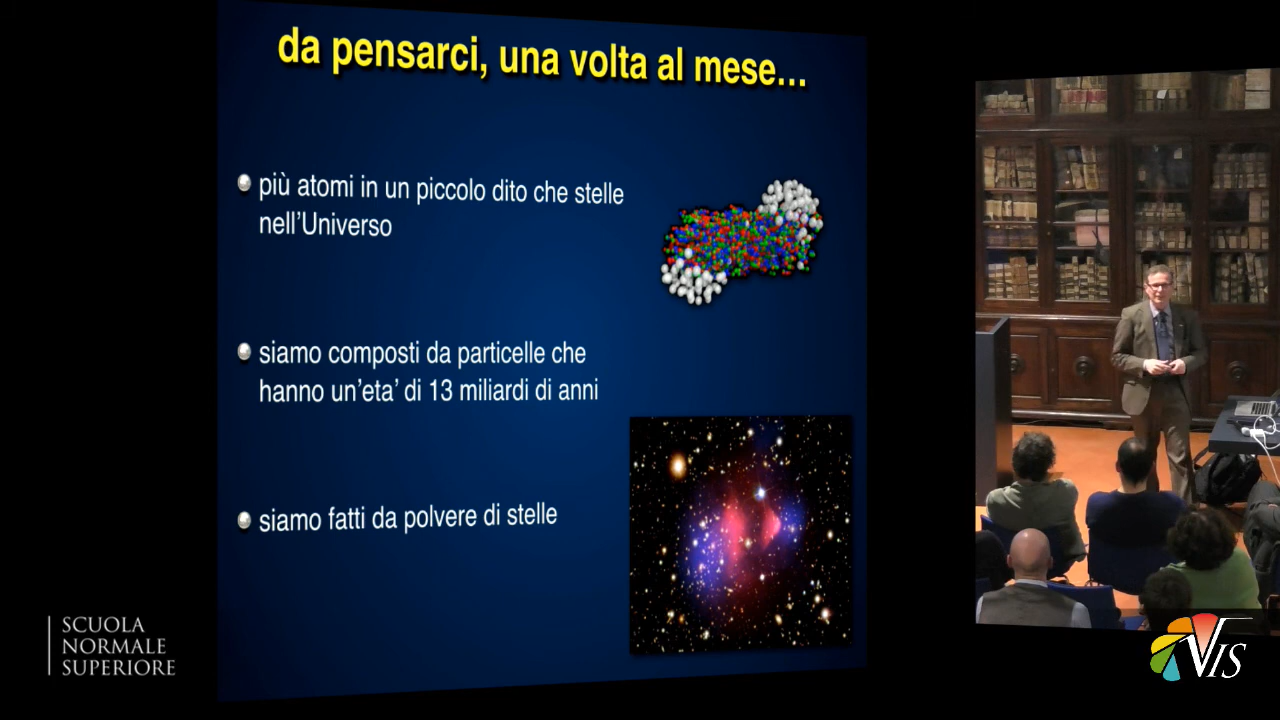 da pensarci, una volta al mese...
più atomi in un piccolo dito che stelle
nell'Universo
siamo composti da particelle che
hanno un'eta' di 13 miliardi di anni
siamo fatti da polvere di stelle
SCUOLA
NORMALE
SUPERIORE
VIS